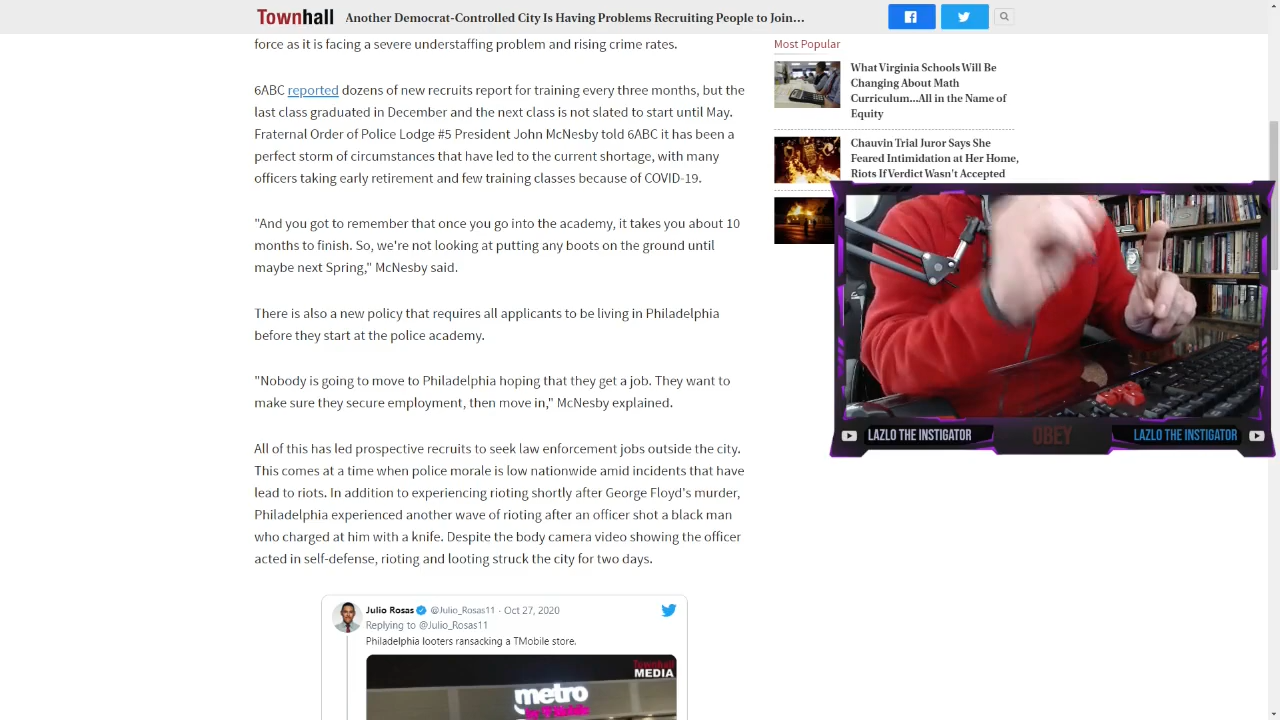 Townhall
Another Democrat-Controlled City Is Having Problems Recruiting People to Join...
force as it is facing a severe understaffing problem and rising crime rates.
6ABC reported dozens of new recruits report for training every three months, but the
last class graduated in December and the next class is not slated to start until May.
Fraternal Order of Police Lodge #5 President John McNesby told 6ABC it has been a
perfect storm of circumstances that have led to the current shortage, with many
officers taking early retirement and few training classes because of COVID-19.
"And you got to remember that once you go into the academy, it takes you about 10
months to finish. So, we're not looking at putting any boots on the ground until
maybe next Spring," McNesby said.
There is also a new policy that requires all applicants to be living in Philadelphia
before they start at the police academy.
"Nobody is going to move to Philadelphia hoping that they get a job. They want to
make sure they secure employment, then move in," McNesby explained.
All of this has led prospective recruits to seek law enforcement jobs outside the city.
This comes at a time when police morale is low nationwide amid incidents that have
lead to riots. In addition to experiencing rioting shortly after George Floyd's murder,
Philadelphia experienced another wave of rioting after an officer shot a black man
who charged at him with a knife. Despite the body camera video showing the officer
acted in self-defense, rioting and looting struck the city for two days.
Julio Rosas @Julio_Rosas11 · Oct 27, 2020
Replying to @Julio_Rosas11
Philadelphia looters ransacking a TMobile store.
Townhall
MEDIA
metro
Most Popular
What Virginia Schools Will Be
Changing About Math
Curriculum...All in the Name of
Equity
Chauvin Trial Juror Says She
Feared Intimidation at Her Home,
Riots If Verdict Wasn't Accepted
LAZLO THE INSTIGATOR
OBEY
LAZLO THE INSTIGATOR